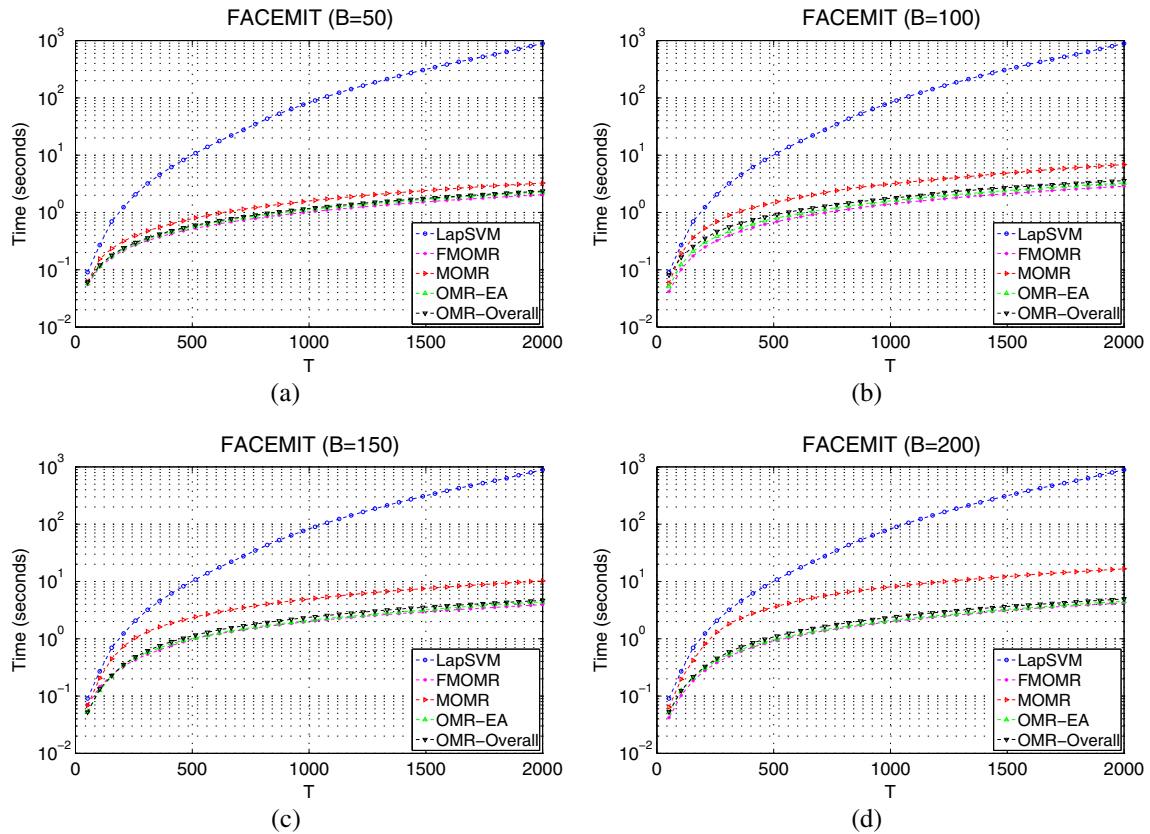 FACEMIT (B=50)
10^3
10^2
10^1
10^0
10^−1
10^−2
Time (seconds)
LapSVM
FMOMR
MOMR
OMR−EA
OMR−Overall
0 500 1000 1500 2000
T
(a)
FACEMIT (B=100)
10^3
10^2
10^1
10^0
10^−1
10^−2
Time (seconds)
LapSVM
FMOMR
MOMR
OMR−EA
OMR−Overall
0 500 1000 1500 2000
T
(b)
FACEMIT (B=150)
10^3
10^2
10^1
10^0
10^−1
10^−2
Time (seconds)
LapSVM
FMOMR
MOMR
OMR−EA
OMR−Overall
0 500 1000 1500 2000
T
(c)
FACEMIT (B=200)
10^3
10^2
10^1
10^0
10^−1
10^−2
Time (seconds)
LapSVM
FMOMR
MOMR
OMR−EA
OMR−Overall
0 500 1000 1500 2000
T
(d)